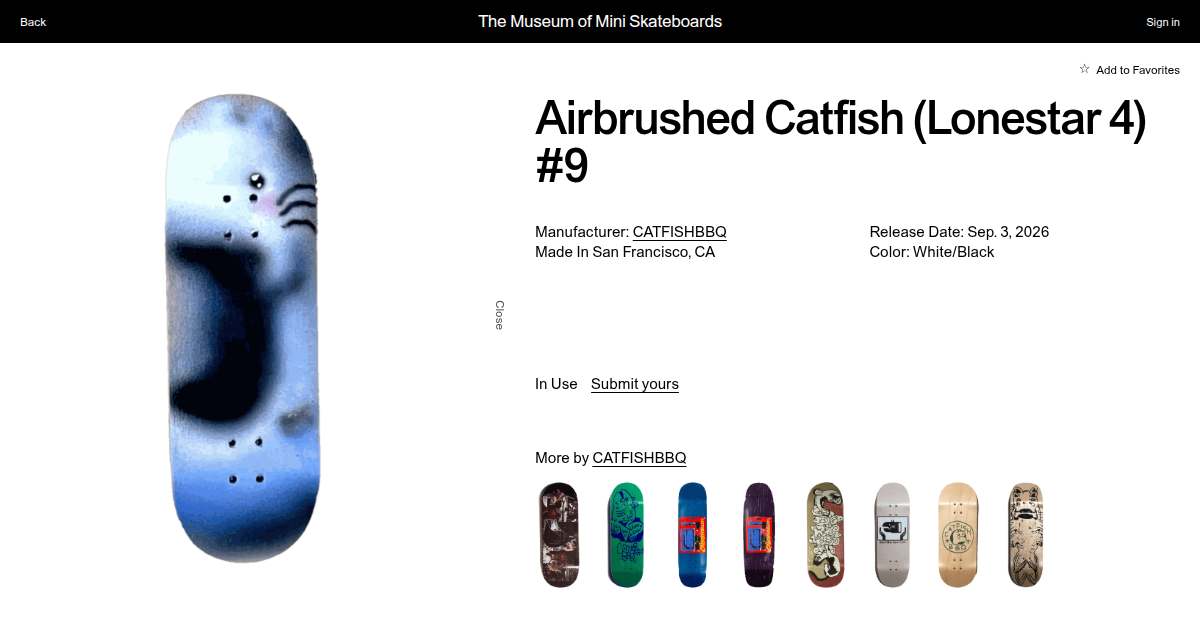 Back
The Museum of Mini Skateboards
Sign in
☆ Add to Favorites
Airbrushed Catfish (Lonestar 4)
#9
Manufacturer: CATFISHBBQ
Made In San Francisco, CA
Release Date: Sep. 3, 2026
Color: White/Black
Close
In Use Submit yours
More by CATFISHBBQ